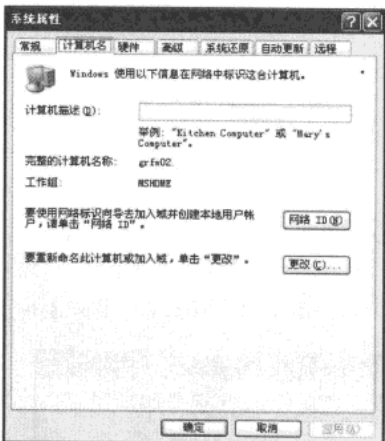 系统属性
常规 计算机名 硬件 高级 系统还原 自动更新 远程
Windows 使用以下信息在网络中标识这台计算机。
计算机描述(D):
举例: "Kitchen Computer" 或 "Mary's
Computer"。
完整的计算机名称: grfw02.
工作组: MSHOME
要使用网络标识向导去加入域并创建本地用户帐
户,请单击"网络 ID"。
网络 ID(N)
要重新命名此计算机或加入域,单击"更改"。
更改(C)...
确定 取消 应用(A)